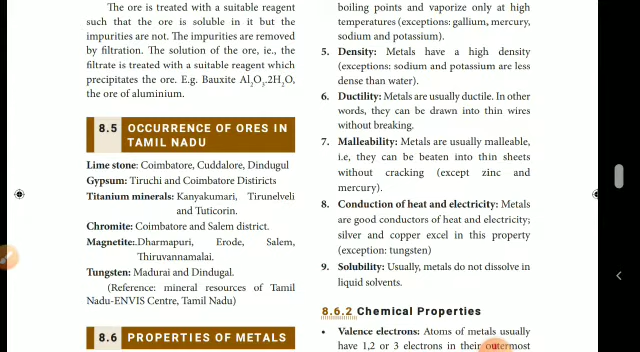 The ore is treated with a suitable reagent
such that the ore is soluble in it but the
impurities are not. The impurities are removed
by filtration. The solution of the ore, ie., the
filtrate is treated with a suitable reagent which
precipitates the ore. E.g. Bauxite Al₂O₃.2H₂O,
the ore of aluminium.
8.5 OCCURRENCE OF ORES IN
TAMIL NADU
Lime stone: Coimbatore, Cuddalore, Dindugul
Gypsum: Tiruchi and Coimbatore Distiricts
Titanium minerals: Kanyakumari, Tirunelveli
and Tuticorin.
Chromite: Coimbatore and Salem district.
Magnetite:.Dharmapuri, Erode, Salem,
Thiruvannamalai.
Tungsten: Madurai and Dindugal.
(Reference: mineral resources of Tamil
Nadu-ENVIS Centre, Tamil Nadu)
8.6 PROPERTIES OF METALS
boiling points and vaporize only at high
temperatures (exceptions: gallium, mercury,
sodium and potassium).
5. Density: Metals have a high density
(exceptions: sodium and potassium are less
dense than water).
6. Ductility: Metals are usually ductile. In other
words, they can be drawn into thin wires
without breaking.
7. Malleability: Metals are usually malleable,
i.e, they can be beaten into thin sheets
without cracking (except zinc and
mercury).
8. Conduction of heat and electricity: Metals
are good conductors of heat and electricity;
silver and copper excel in this property
(exception: tungsten)
9. Solubility: Usually, metals do not dissolve in
liquid solvents.
8.6.2 Chemical Properties
• Valence electrons: Atoms of metals usually
have 1,2 or 3 electrons in their outermost